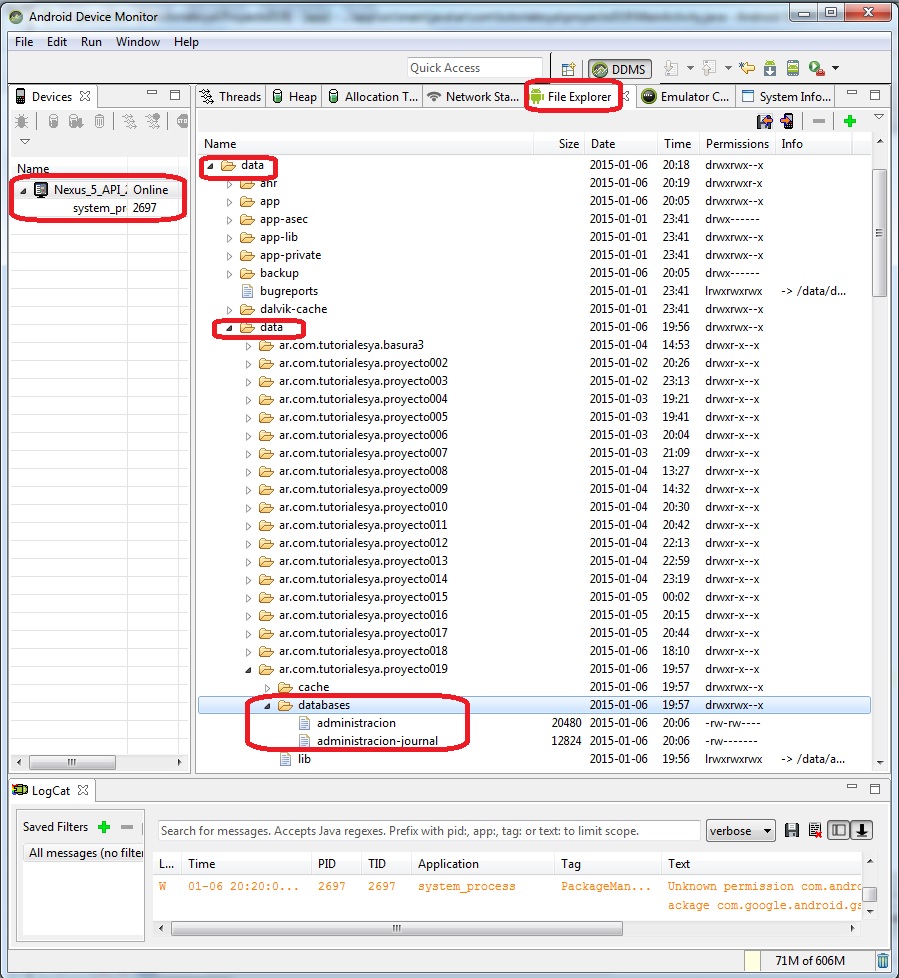 Android Device Monitor
File Edit Run Window Help
Quick Access DDMS
Devices
Name
Nexus_5_API_2 Online
system_pr 2697
Threads Heap Allocation T... Network Sta... File Explorer Emulator C... System Info...
Name Size Date Time Permissions Info
data 2015-01-06 20:18 drwxrwx--x
anr 2015-01-06 20:19 drwxrwxr-x
app 2015-01-06 20:05 drwxrwx--x
app-asec 2015-01-01 23:41 drwx------
app-lib 2015-01-01 23:41 drwxrwx--x
app-private 2015-01-01 23:41 drwxrwx--x
backup 2015-01-06 20:05 drwx------
bugreports 2015-01-01 23:41 lrwxrwxrwx -> /data/d...
dalvik-cache 2015-01-01 23:41 drwxrwx--x
data 2015-01-06 19:56 drwxrwx--x
ar.com.tutorialesya.basura3 2015-01-04 14:53 drwxr-x--x
ar.com.tutorialesya.proyecto002 2015-01-02 20:26 drwxr-x--x
ar.com.tutorialesya.proyecto003 2015-01-02 23:13 drwxr-x--x
ar.com.tutorialesya.proyecto004 2015-01-03 19:21 drwxr-x--x
ar.com.tutorialesya.proyecto005 2015-01-03 19:41 drwxr-x--x
ar.com.tutorialesya.proyecto006 2015-01-03 20:04 drwxr-x--x
ar.com.tutorialesya.proyecto007 2015-01-03 21:09 drwxr-x--x
ar.com.tutorialesya.proyecto008 2015-01-04 13:27 drwxr-x--x
ar.com.tutorialesya.proyecto009 2015-01-04 14:32 drwxr-x--x
ar.com.tutorialesya.proyecto010 2015-01-04 20:30 drwxr-x--x
ar.com.tutorialesya.proyecto011 2015-01-04 20:42 drwxr-x--x
ar.com.tutorialesya.proyecto012 2015-01-04 22:13 drwxr-x--x
ar.com.tutorialesya.proyecto013 2015-01-04 22:59 drwxr-x--x
ar.com.tutorialesya.proyecto014 2015-01-04 23:19 drwxr-x--x
ar.com.tutorialesya.proyecto015 2015-01-05 00:02 drwxr-x--x
ar.com.tutorialesya.proyecto016 2015-01-05 20:15 drwxr-x--x
ar.com.tutorialesya.proyecto017 2015-01-05 20:44 drwxr-x--x
ar.com.tutorialesya.proyecto018 2015-01-06 18:10 drwxr-x--x
ar.com.tutorialesya.proyecto019 2015-01-06 19:57 drwxr-x--x
cache 2015-01-06 19:57 drwxrwx--x
databases 2015-01-06 19:57 drwxrwx--x
administracion 20480 2015-01-06 20:06 -rw-rw----
administracion-journal 12824 2015-01-06 20:06 -rw-------
lib 2015-01-06 19:56 lrwxrwxrwx -> /data/a...
LogCat
Saved Filters
All messages (no filter
Search for messages. Accepts Java regexes. Prefix with pid:, app:, tag: or text: to limit scope. verbose
L... Time PID TID Application Tag Text
W 01-06 20:20:0... 2697 2697 system_process PackageMan... Unknown permission com.andro
ackage com.google.android.gs
71M of 606M